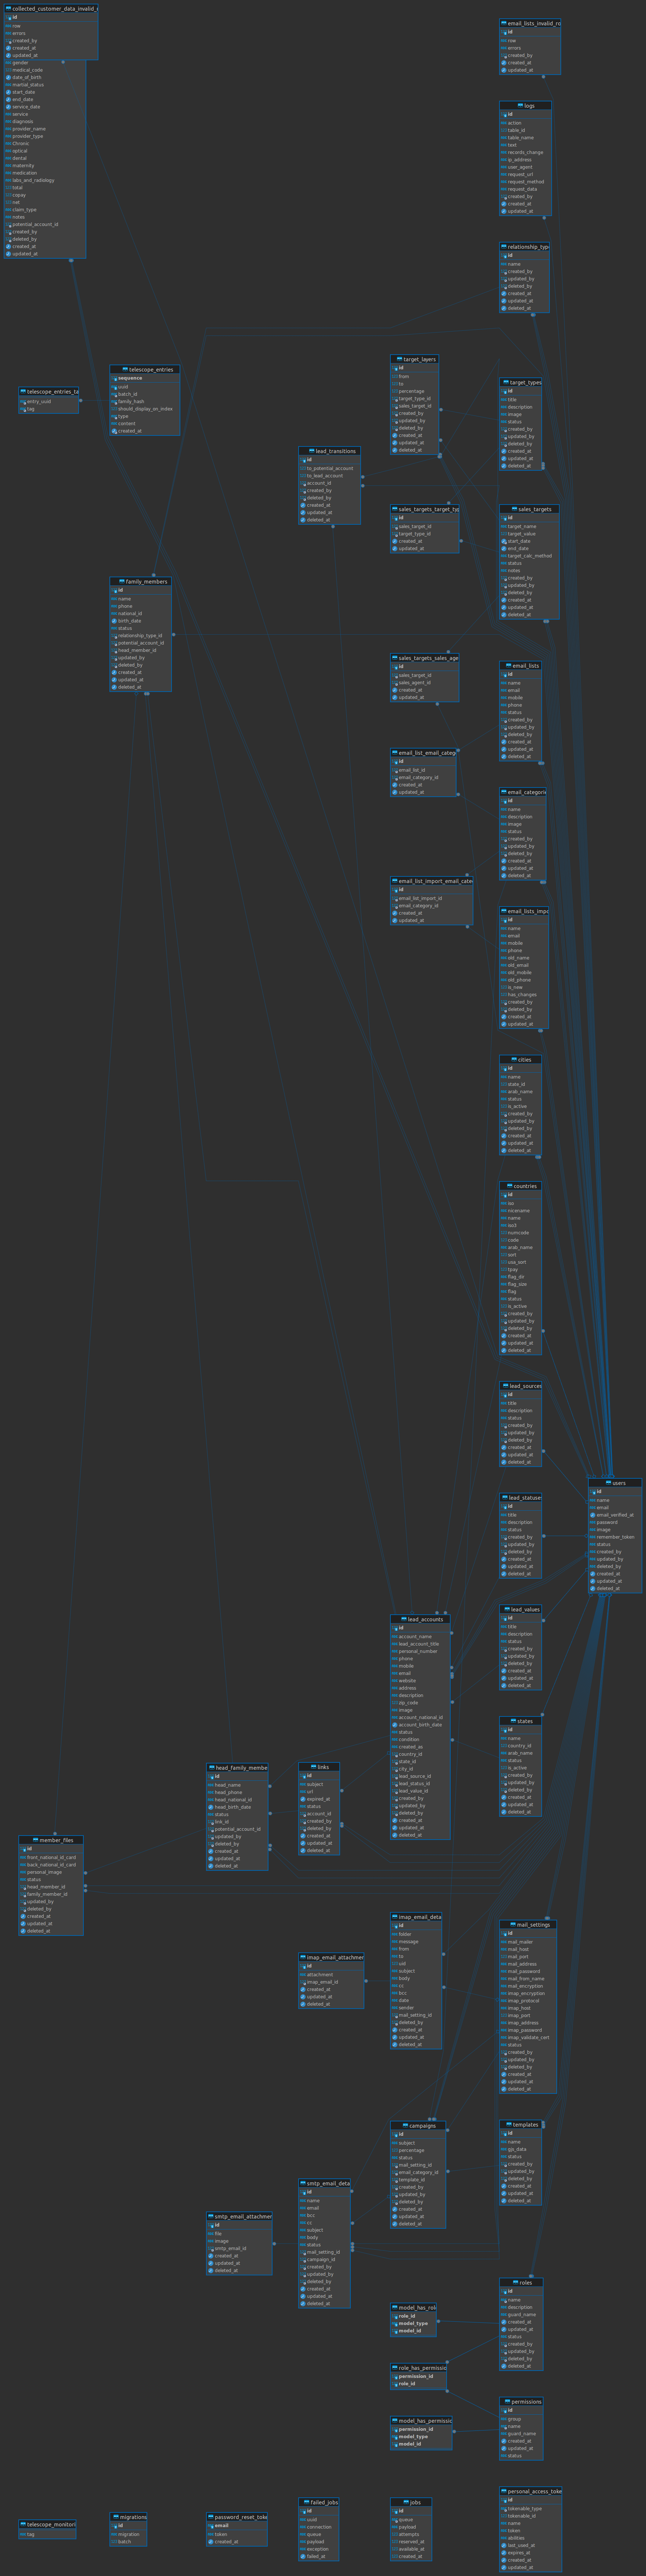 collected_customer_data_invalid_r
id
row
errors
created_by
created_at
updated_at
gender
medical_code
date_of_birth
marital_status
start_date
end_date
service_date
service
diagnosis
provider_name
provider_type
Chronic
optical
dental
maternity
medication
labs_and_radiology
total
copay
net
claim_type
notes
potential_account_id
created_by
deleted_by
created_at
updated_at
email_lists_invalid_ro
id
row
errors
created_by
created_at
updated_at
logs
id
action
table_id
table_name
text
records_change
ip_address
user_agent
request_url
request_method
request_data
created_by
created_at
updated_at
relationship_type
id
name
created_by
updated_by
deleted_by
created_at
updated_at
deleted_at
telescope_entries_ta
entry_uuid
tag
telescope_entries
sequence
uuid
batch_id
family_hash
should_display_on_index
type
content
created_at
target_layers
id
from
to
percentage
target_type_id
sales_target_id
created_by
updated_by
deleted_by
created_at
updated_at
deleted_at
target_types
id
title
description
image
status
created_by
updated_by
deleted_by
created_at
updated_at
deleted_at
lead_transitions
id
to_potential_account
to_lead_account
account_id
created_by
deleted_by
created_at
updated_at
deleted_at
sales_targets_target_typ
id
sales_target_id
target_type_id
created_at
updated_at
sales_targets
id
target_name
target_value
start_date
end_date
target_calc_method
status
notes
created_by
updated_by
deleted_by
created_at
updated_at
deleted_at
family_members
id
name
phone
national_id
birth_date
status
relationship_type_id
potential_account_id
head_member_id
updated_by
deleted_by
created_at
updated_at
deleted_at
sales_targets_sales_age
id
sales_target_id
sales_agent_id
created_at
updated_at
email_lists
id
name
email
mobile
phone
status
created_by
updated_by
deleted_by
created_at
updated_at
deleted_at
email_list_email_categ
id
email_list_id
email_category_id
created_at
updated_at
email_categorie
id
name
description
image
status
created_by
updated_by
deleted_by
created_at
updated_at
deleted_at
email_list_import_email_cate
id
email_list_import_id
email_category_id
created_at
updated_at
email_lists_impo
id
name
email
mobile
phone
old_name
old_email
old_mobile
old_phone
is_new
has_changes
created_by
deleted_by
created_at
updated_at
cities
id
name
state_id
arab_name
status
is_active
created_by
updated_by
deleted_by
created_at
updated_at
deleted_at
countries
id
iso
nicename
name
iso3
numcode
code
arab_name
sort
usa_sort
tpay
flag_dir
flag_size
flag
status
is_active
created_by
updated_by
deleted_by
created_at
updated_at
deleted_at
lead_sources
id
title
description
status
created_by
updated_by
deleted_by
created_at
updated_at
deleted_at
users
id
name
email
email_verified_at
password
image
remember_token
status
created_by
updated_by
deleted_by
created_at
updated_at
deleted_at
lead_statuses
id
title
description
status
created_by
updated_by
deleted_by
created_at
updated_at
deleted_at
lead_values
id
title
description
status
created_by
updated_by
deleted_by
created_at
updated_at
deleted_at
lead_accounts
id
account_name
lead_account_title
personal_number
phone
mobile
email
website
address
description
zip_code
image
account_national_id
account_birth_date
status
condition
created_as
country_id
state_id
city_id
lead_source_id
lead_status_id
lead_value_id
created_by
updated_by
deleted_by
created_at
updated_at
deleted_at
states
id
name
country_id
arab_name
status
is_active
created_by
updated_by
deleted_by
created_at
updated_at
deleted_at
head_family_membe
id
head_name
head_phone
head_national_id
head_birth_date
status
link_id
potential_account_id
updated_by
deleted_by
created_at
updated_at
deleted_at
links
id
subject
url
expired_at
status
account_id
created_by
deleted_by
created_at
updated_at
deleted_at
member_files
id
front_national_id_card
back_national_id_card
personal_image
status
head_member_id
family_member_id
updated_by
deleted_by
created_at
updated_at
deleted_at
imap_email_detai
id
folder
message
from
to
uid
subject
body
cc
bcc
date
sender
mail_setting_id
deleted_by
created_at
updated_at
deleted_at
mail_settings
id
mail_mailer
mail_host
mail_port
mail_address
mail_password
mail_from_name
mail_encryption
imap_encryption
imap_protocol
imap_host
imap_port
imap_address
imap_password
imap_validate_cert
status
created_by
updated_by
deleted_by
created_at
updated_at
deleted_at
imap_email_attachmer
id
attachment
imap_email_id
created_at
updated_at
deleted_at
campaigns
id
subject
percentage
status
mail_setting_id
email_category_id
template_id
created_by
updated_by
deleted_by
created_at
updated_at
deleted_at
templates
id
name
gjs_data
status
created_by
updated_by
deleted_by
created_at
updated_at
deleted_at
smtp_email_detai
id
name
email
bcc
cc
subject
body
status
mail_setting_id
campaign_id
created_by
updated_by
deleted_by
created_at
updated_at
deleted_at
smtp_email_attachmer
id
file
image
smtp_email_id
created_at
updated_at
deleted_at
roles
id
name
description
guard_name
created_at
updated_at
status
created_by
updated_by
deleted_by
deleted_at
model_has_rol
role_id
model_type
model_id
role_has_permissio
permission_id
role_id
permissions
id
group
name
guard_name
created_at
updated_at
status
model_has_permissio
permission_id
model_type
model_id
personal_access_toke
id
tokenable_type
tokenable_id
name
token
abilities
last_used_at
expires_at
created_at
updated_at
telescope_monitori
tag
migrations
id
migration
batch
password_reset_toke
email
token
created_at
failed_jobs
id
uuid
connection
queue
payload
exception
failed_at
jobs
id
queue
payload
attempts
reserved_at
available_at
created_at